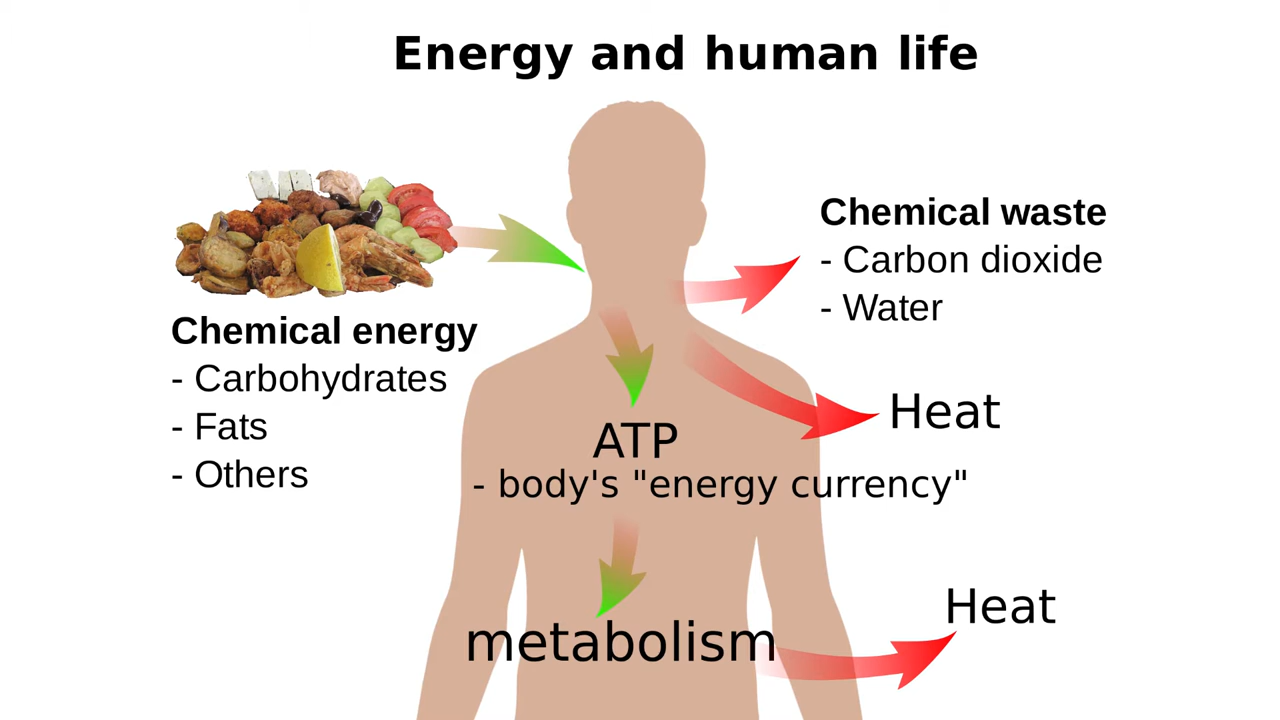 Energy and human life
Chemical energy
- Carbohydrates
- Fats
- Others
Chemical waste
- Carbon dioxide
- Water
Heat
ATP
- body's "energy currency"
metabolism
Heat